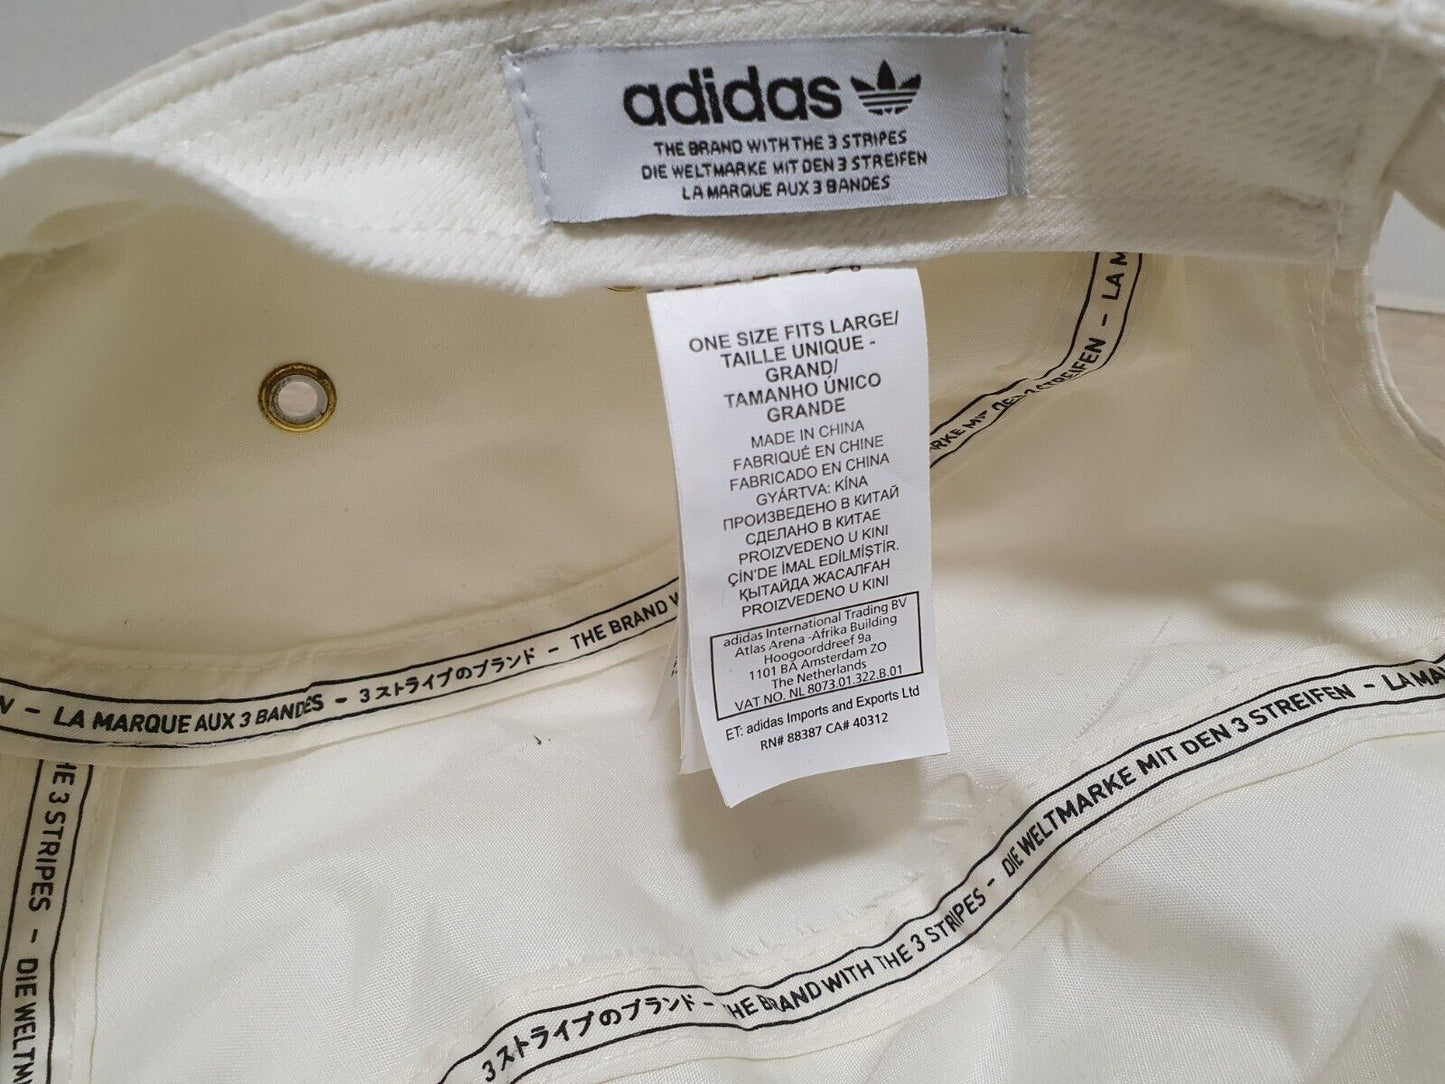 adidas
THE BRAND WITH THE 3 STRIPES
DIE WELTMARKE MIT DEN 3 STREIFEN
LA MARQUE AUX 3 BANDES
ONE SIZE FITS LARGE/
TAILLE UNIQUE -
GRAND/
TAMANHO ÚNICO
GRANDE
MADE IN CHINA
FABRIQUÉ EN CHINE
FABRICADO EN CHINA
GYÁRTVA: KÍNA
ПРОИЗВЕДЕНО В КИТАЙ
СДЕЛАНО В КИТАЕ
PROIZVEDENO U KINI
ÇİN'DE İMAL EDİLMİŞTİR.
ҚЫТАЙДА ЖАСАЛҒАН
PROIZVEDENO U KINI
adidas International Trading BV
Atlas Arena -Afrika Building
Hoogoorddreef 9a
1101 BA Amsterdam ZO
The Netherlands
VAT NO. NL 8073.01.322.B.01
ET: adidas Imports and Exports Ltd
RN# 88387 CA# 40312
- LA MARQUE AUX 3 BANDES - 3ストライプのブランド - THE BRAND
MIT DEN 3 STREIFEN - LA
3 STRIPES - DIE
3ストライプのブランド - THE BRAND WITH THE 3 STRIPES - DIE WELTMARKE MIT DEN 3 STREIFEN - LA